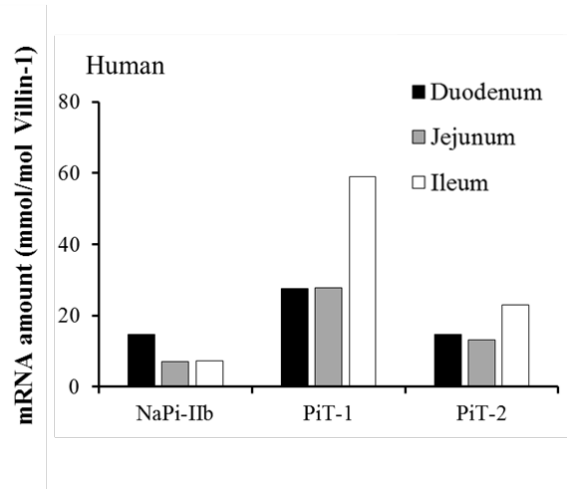 mRNA amount (mmol/mol Villin-1)
Human
Duodenum
Jejunum
Ileum
80
60
40
20
0
NaPi-IIb PiT-1 PiT-2